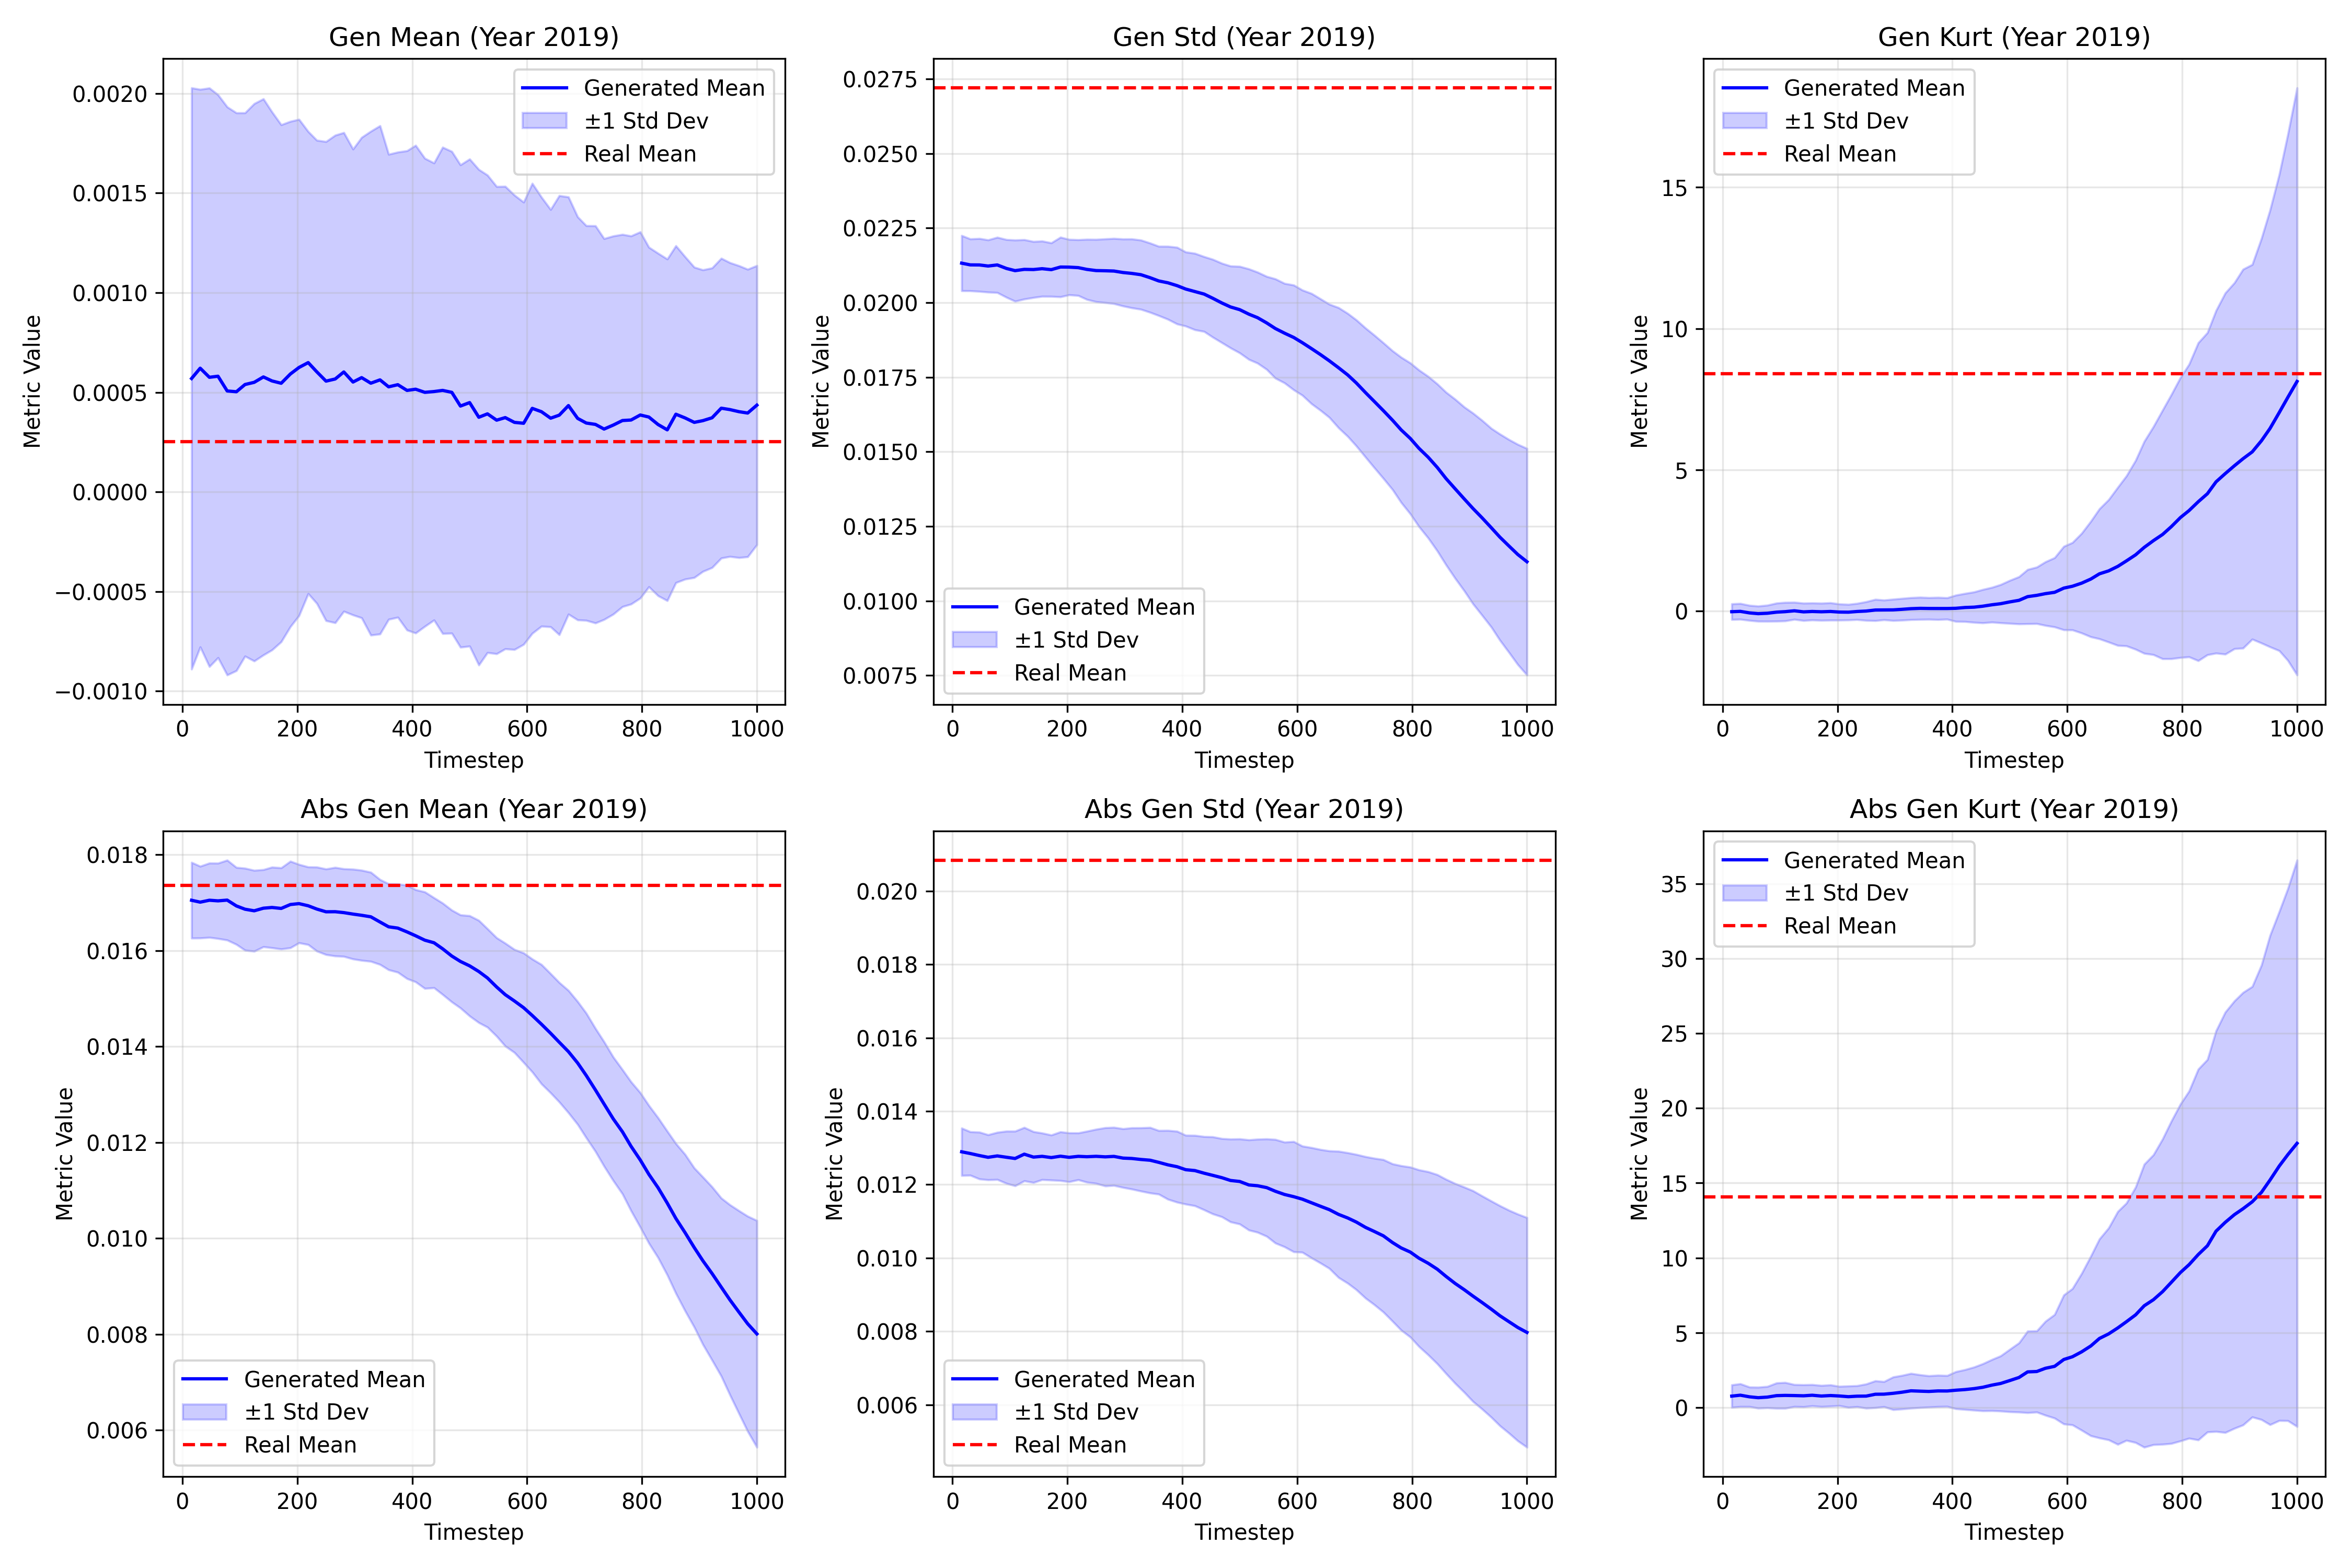 Gen Mean (Year 2019)
Metric Value
0.0020
0.0015
0.0010
0.0005
0.0000
−0.0005
−0.0010
Generated Mean
±1 Std Dev
Real Mean
0 200 400 600 800 1000
Timestep
Gen Std (Year 2019)
Metric Value
0.0275
0.0250
0.0225
0.0200
0.0175
0.0150
0.0125
0.0100
0.0075
Generated Mean
±1 Std Dev
Real Mean
0 200 400 600 800 1000
Timestep
Gen Kurt (Year 2019)
Metric Value
15
10
5
0
Generated Mean
±1 Std Dev
Real Mean
0 200 400 600 800 1000
Timestep
Abs Gen Mean (Year 2019)
Metric Value
0.018
0.016
0.014
0.012
0.010
0.008
0.006
Generated Mean
±1 Std Dev
Real Mean
0 200 400 600 800 1000
Timestep
Abs Gen Std (Year 2019)
Metric Value
0.020
0.018
0.016
0.014
0.012
0.010
0.008
0.006
Generated Mean
±1 Std Dev
Real Mean
0 200 400 600 800 1000
Timestep
Abs Gen Kurt (Year 2019)
Metric Value
35
30
25
20
15
10
5
0
Generated Mean
±1 Std Dev
Real Mean
0 200 400 600 800 1000
Timestep